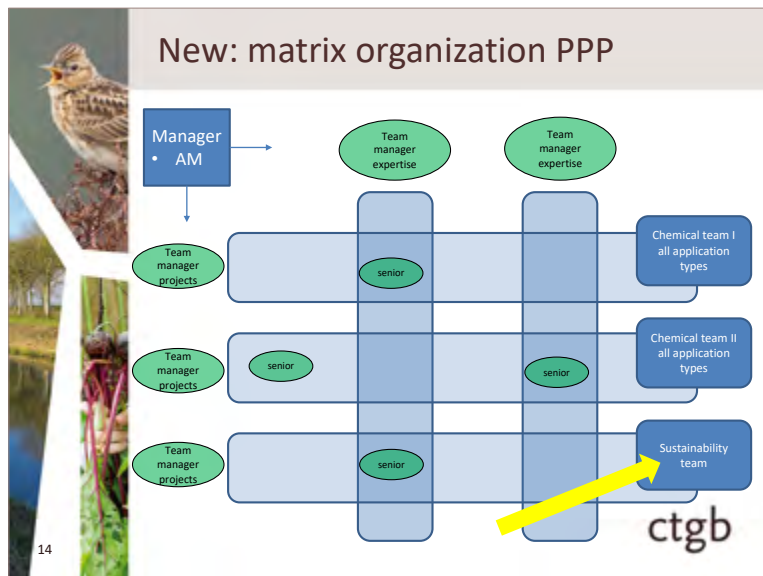 New: matrix organization PPP
Manager
• AM
Team
manager
expertise
Team
manager
expertise
Team
manager
projects
senior
Chemical team I
all application
types
Team
manager
projects
senior
senior
Chemical team II
all application
types
Team
manager
projects
senior
Sustainability
team
ctgb
14